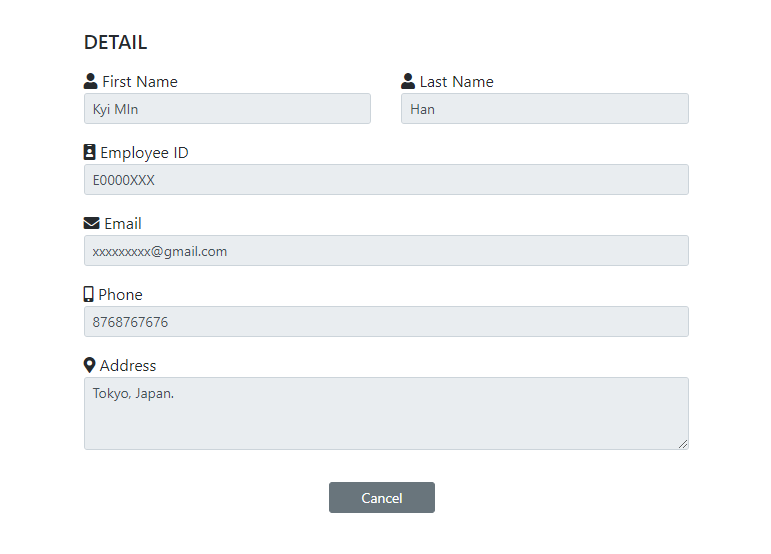 DETAIL
First Name
Last Name
Kyi MIn
Han
Employee ID
E0000XXX
Email
xxxxxxxxx@gmail.com
Phone
8768767676
Address
Tokyo, Japan.
Cancel